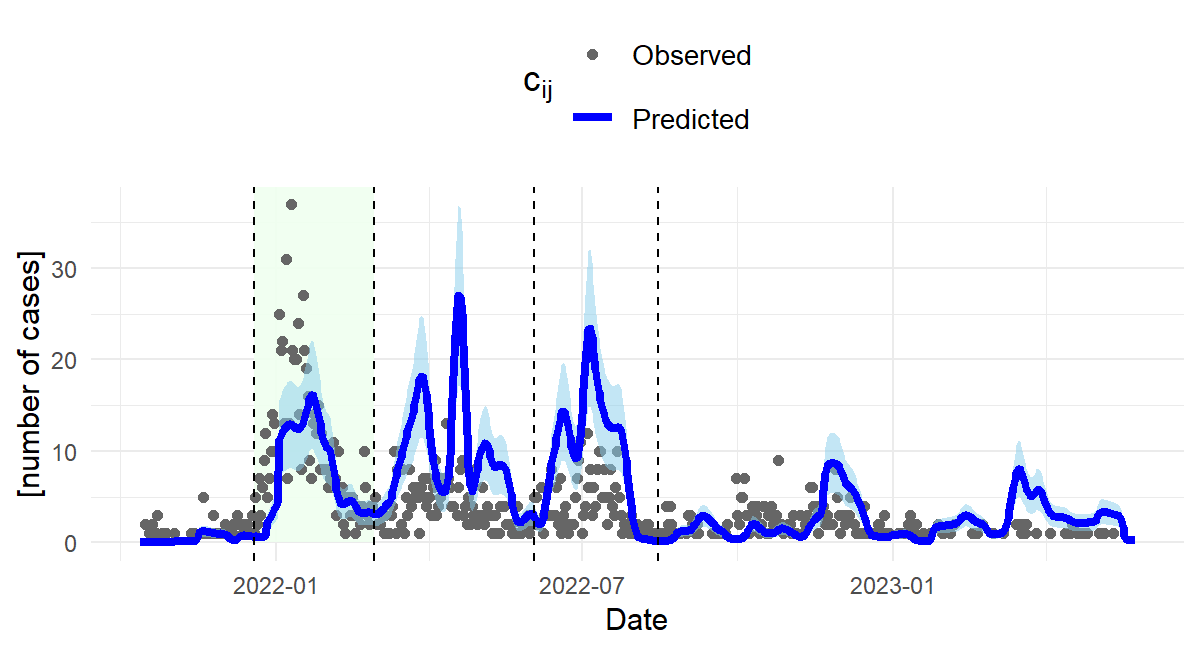 c_ij
Observed
Predicted
[number of cases]
30
20
10
0
2022-01
2022-07
2023-01
Date